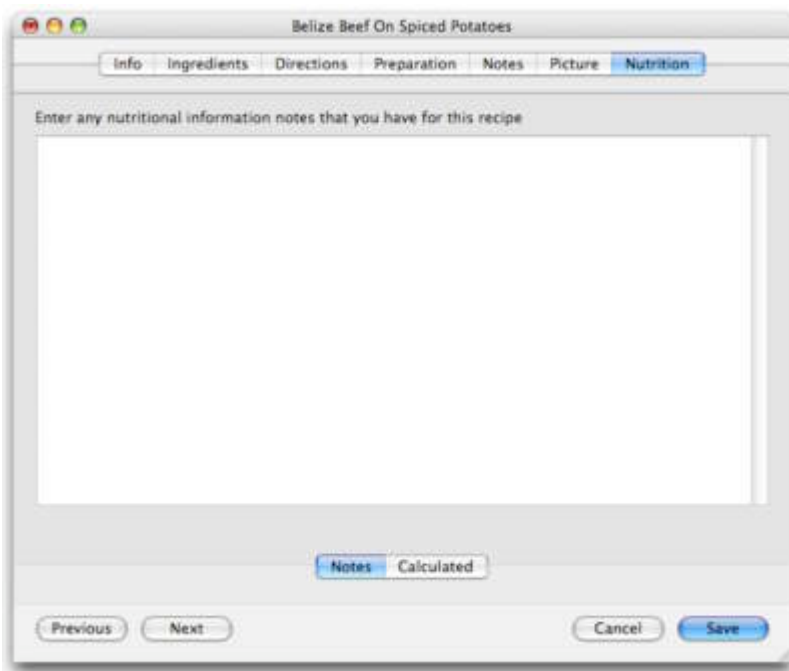 Belize Beef On Spiced Potatoes
Info Ingredients Directions Preparation Notes Picture Nutrition
Enter any nutritional information notes that you have for this recipe
Notes Calculated
Previous Next Cancel Save